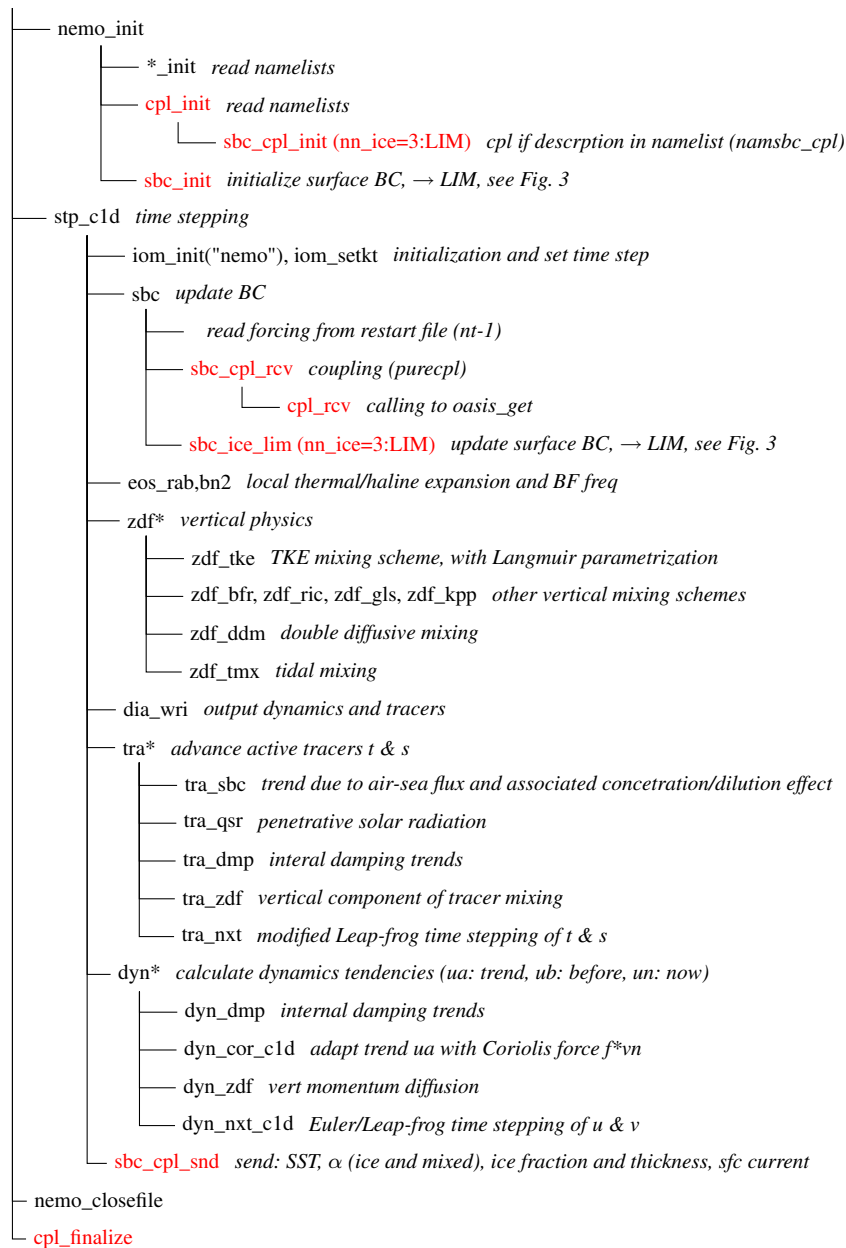 nemo_init
*_init read namelists
cpl_init read namelists
sbc_cpl_init (nn_ice=3:LIM) cpl if descrption in namelist (namsbc_cpl)
sbc_init initialize surface BC, → LIM, see Fig. 3
stp_c1d time stepping
iom_init("nemo"), iom_setkt initialization and set time step
sbc update BC
read forcing from restart file (nt-1)
sbc_cpl_rcv coupling (purecpl)
cpl_rcv calling to oasis_get
sbc_ice_lim (nn_ice=3:LIM) update surface BC, → LIM, see Fig. 3
eos_rab,bn2 local thermal/haline expansion and BF freq
zdf* vertical physics
zdf_tke TKE mixing scheme, with Langmuir parametrization
zdf_bfr, zdf_ric, zdf_gls, zdf_kpp other vertical mixing schemes
zdf_ddm double diffusive mixing
zdf_tmx tidal mixing
dia_wri output dynamics and tracers
tra* advance active tracers t & s
tra_sbc trend due to air-sea flux and associated concetration/dilution effect
tra_qsr penetrative solar radiation
tra_dmp interal damping trends
tra_zdf vertical component of tracer mixing
tra_nxt modified Leap-frog time stepping of t & s
dyn* calculate dynamics tendencies (ua: trend, ub: before, un: now)
dyn_dmp internal damping trends
dyn_cor_c1d adapt trend ua with Coriolis force f*vn
dyn_zdf vert momentum diffusion
dyn_nxt_c1d Euler/Leap-frog time stepping of u & v
sbc_cpl_snd send: SST, α (ice and mixed), ice fraction and thickness, sfc current
nemo_closefile
cpl_finalize